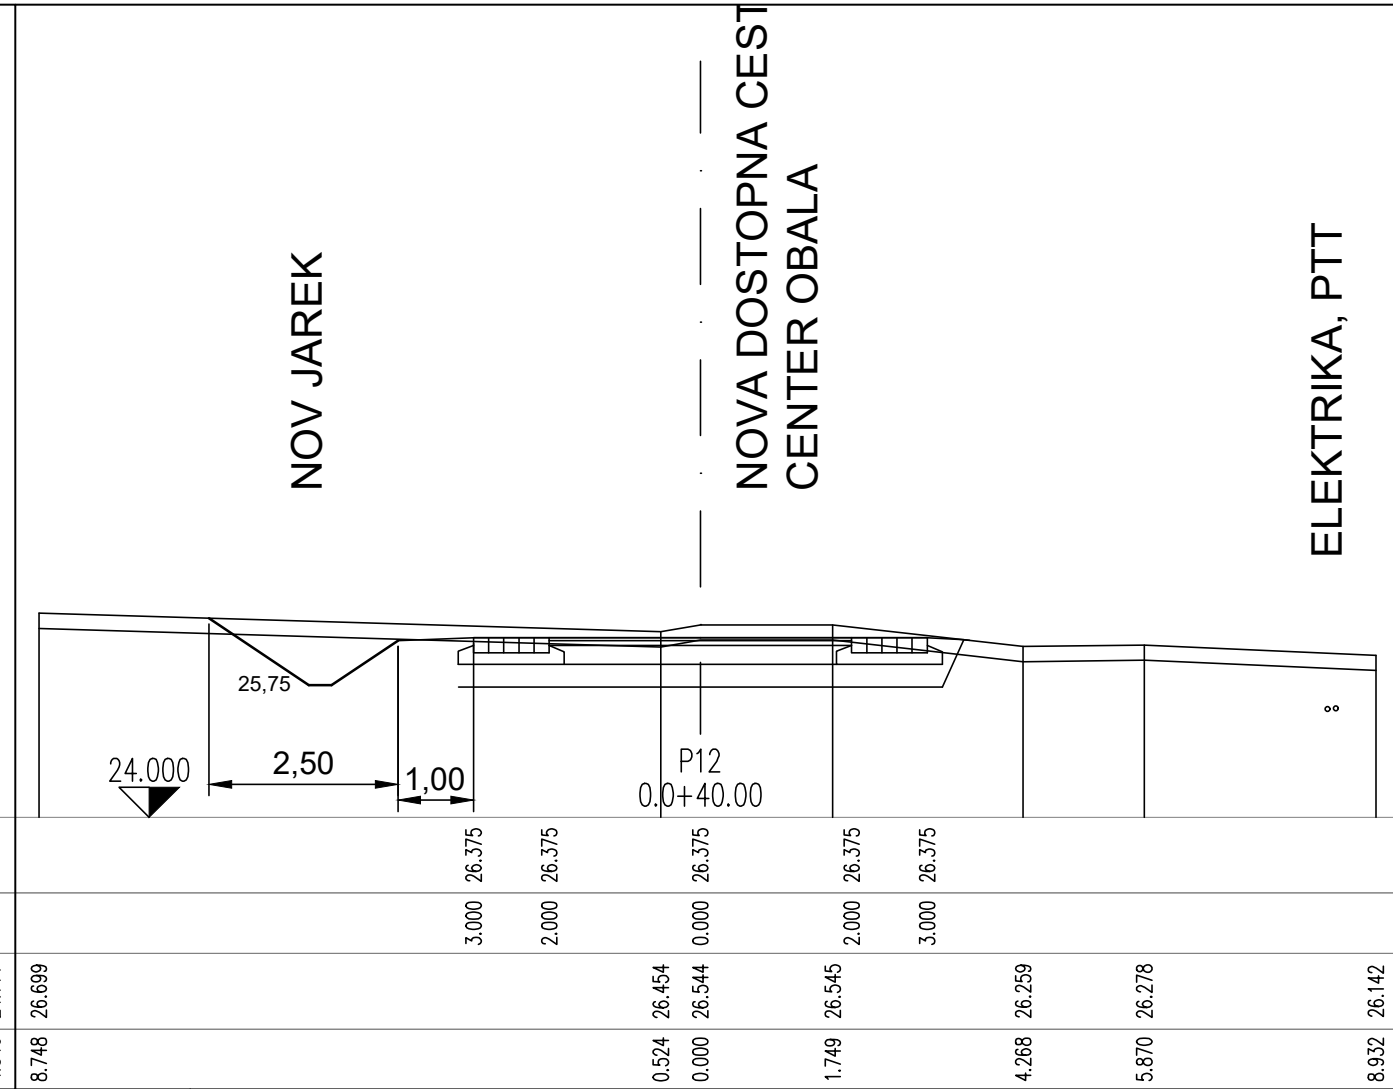 NOV JAREK
NOVA DOSTOPNA CEST
CENTER OBALA
ELEKTRIKA, PTT
25,75
24.000
2,50
1,00
P12
0.0+40.00
26.375 26.375 26.375 26.375 26.375
3.000 2.000 0.000 2.000 3.000
26.699 26.454 26.544 26.545 26.259 26.278 26.142
8.748 0.524 0.000 1.749 4.268 5.870 8.932